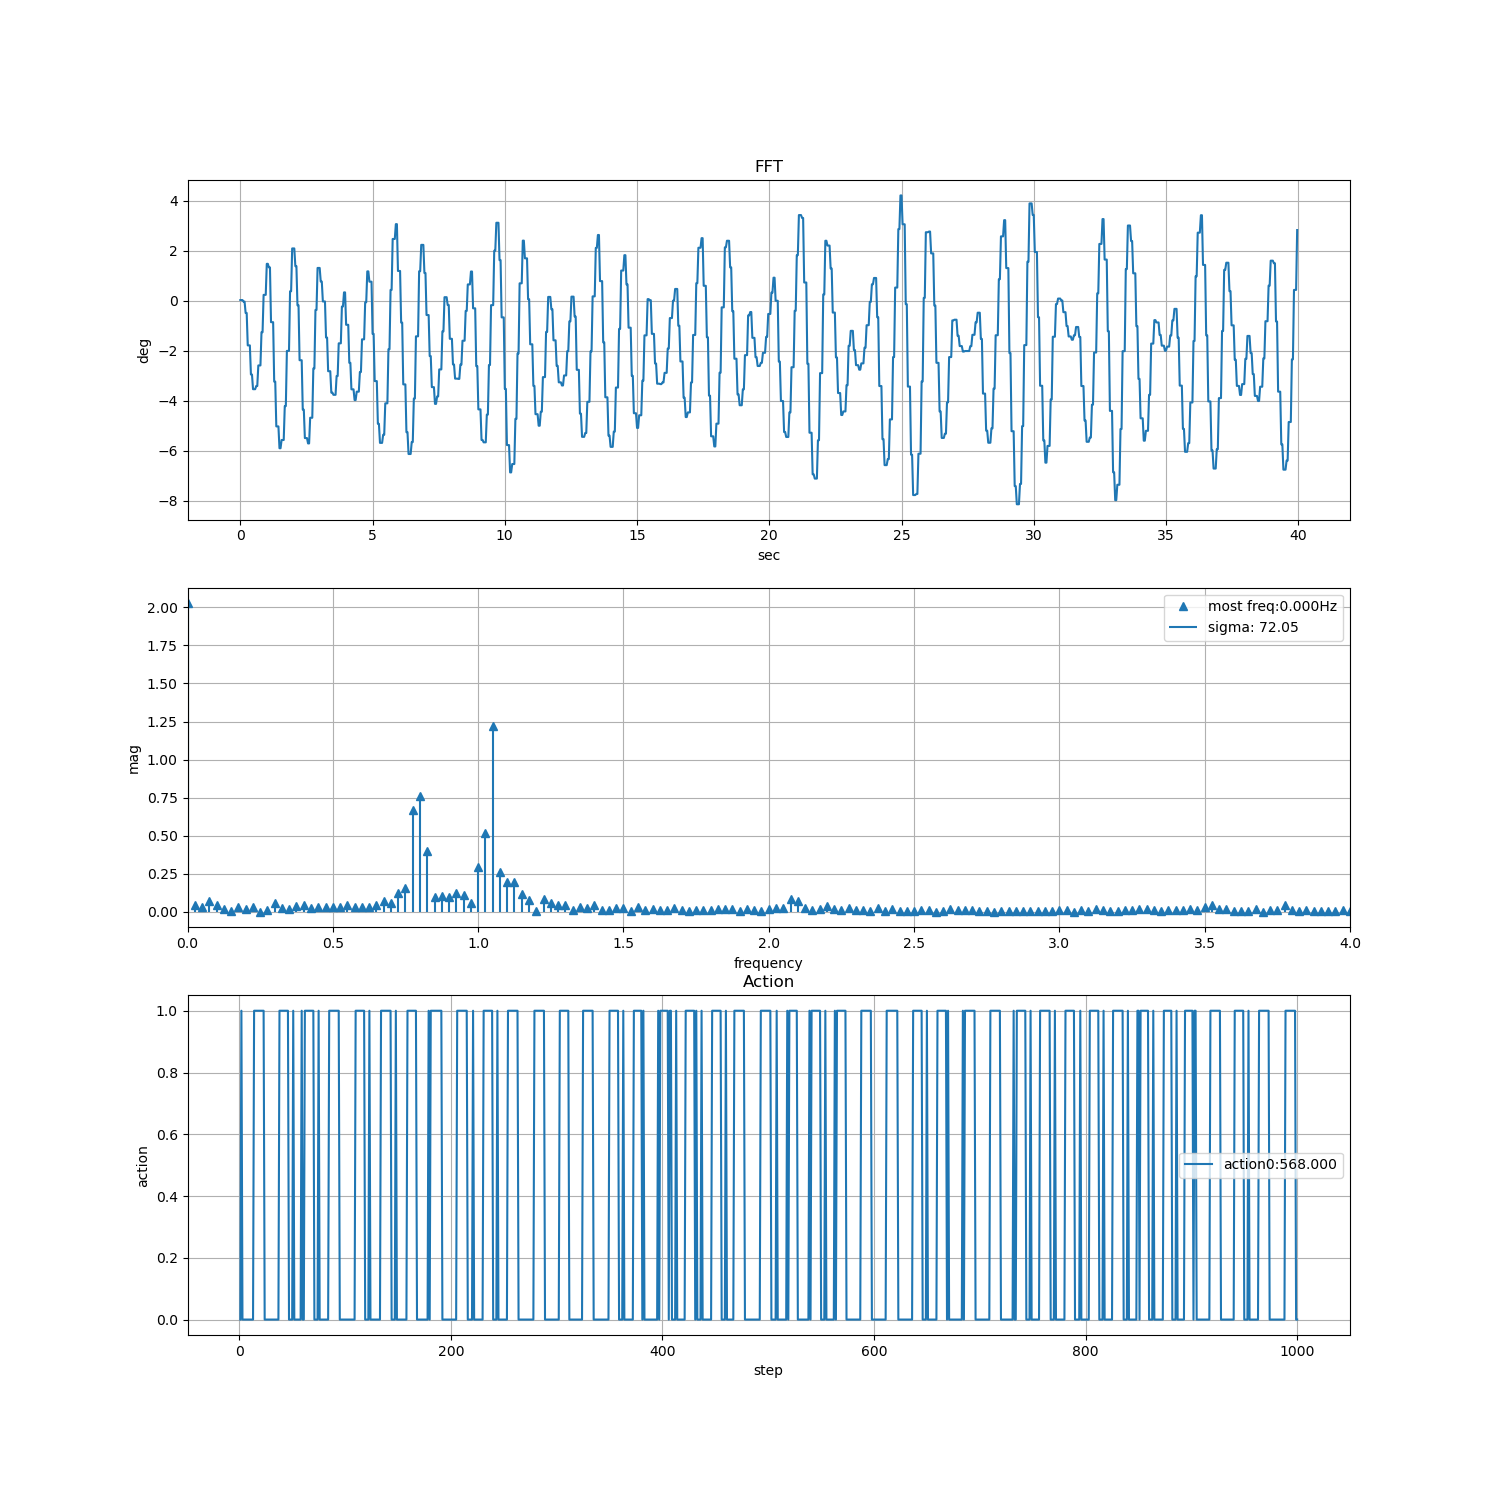 FFT
4
2
0
−2
−4
−6
−8
deg
0 5 10 15 20 25 30 35 40
sec
2.00
1.75
1.50
1.25
1.00
0.75
0.50
0.25
0.00
mag
most freq:0.000Hz
sigma: 72.05
0.0 0.5 1.0 1.5 2.0 2.5 3.0 3.5 4.0
frequency
Action
1.0
0.8
0.6
0.4
0.2
0.0
action
action0:568.000
0 200 400 600 800 1000
step